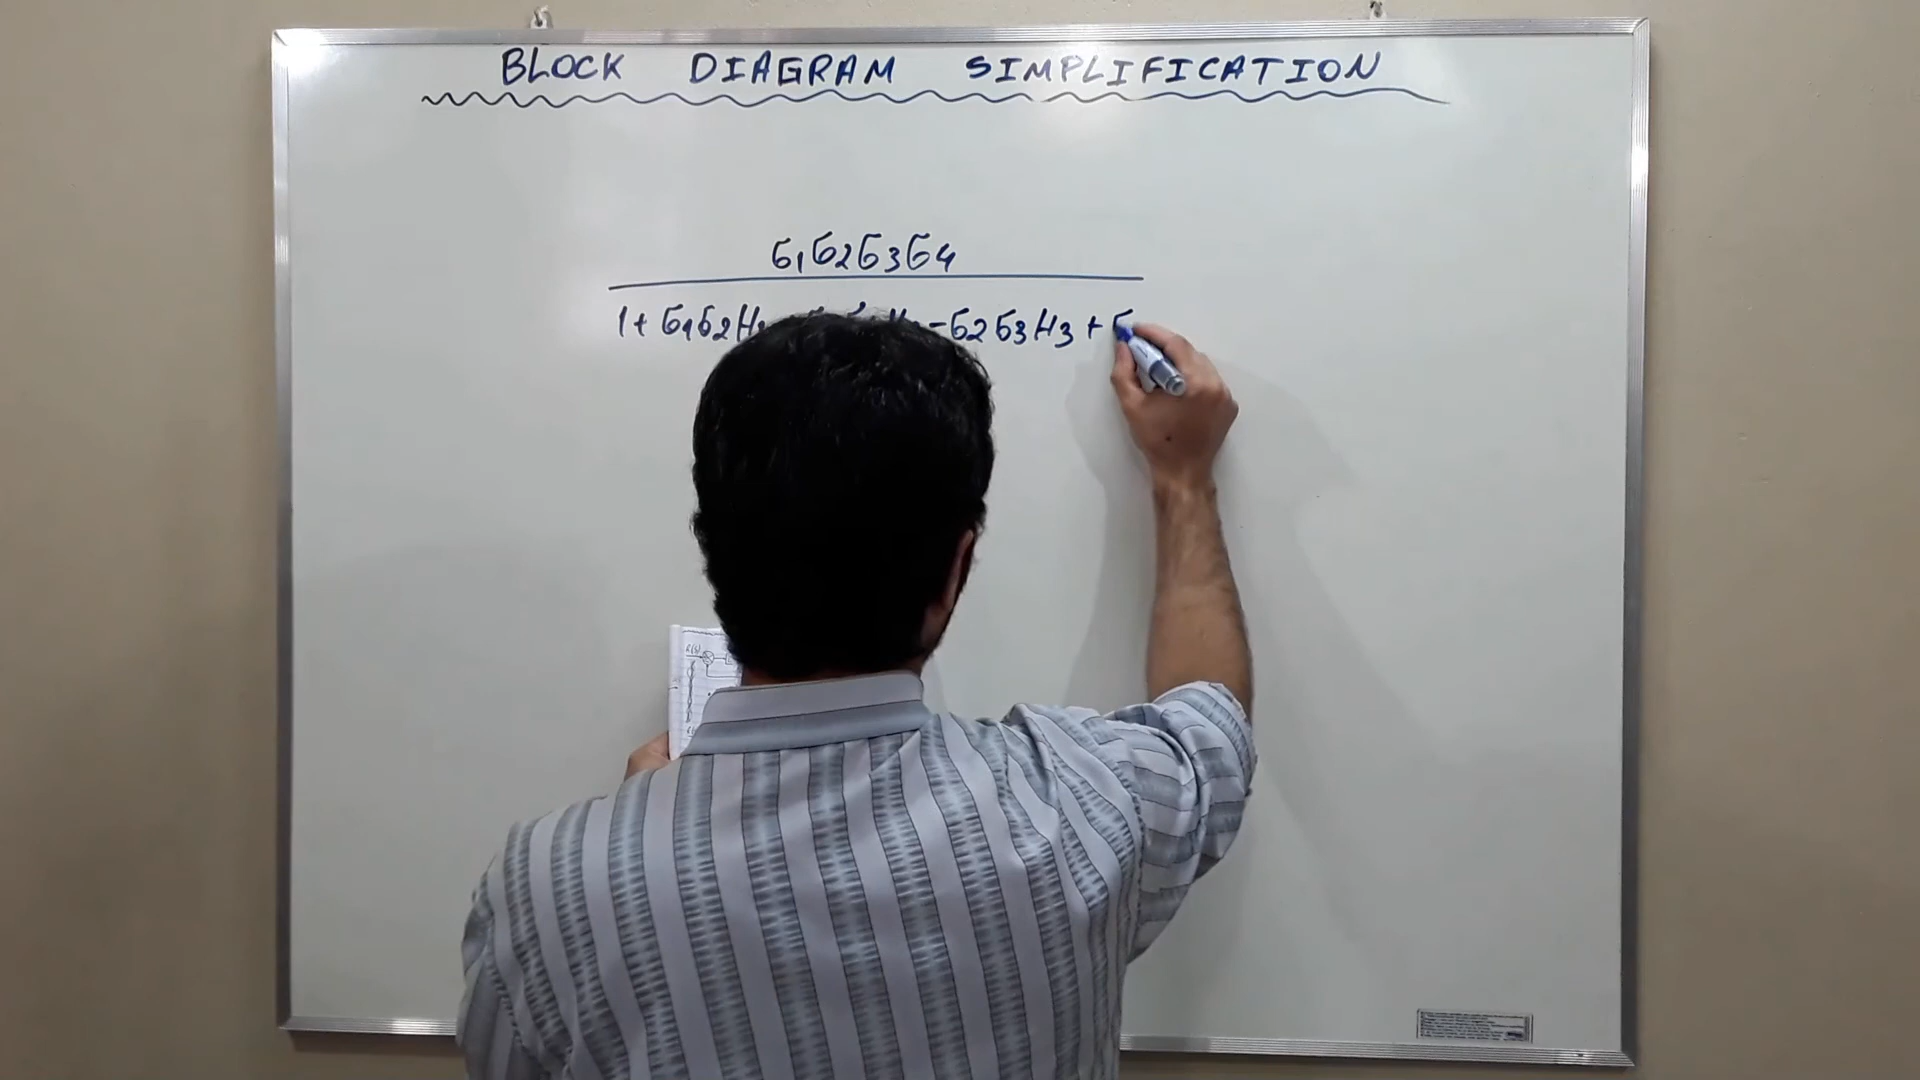 BLOCK DIAGRAM SIMPLIFICATION
G1G2G3G4
1 + G1G2H -G2G3H3 + G
R(S)